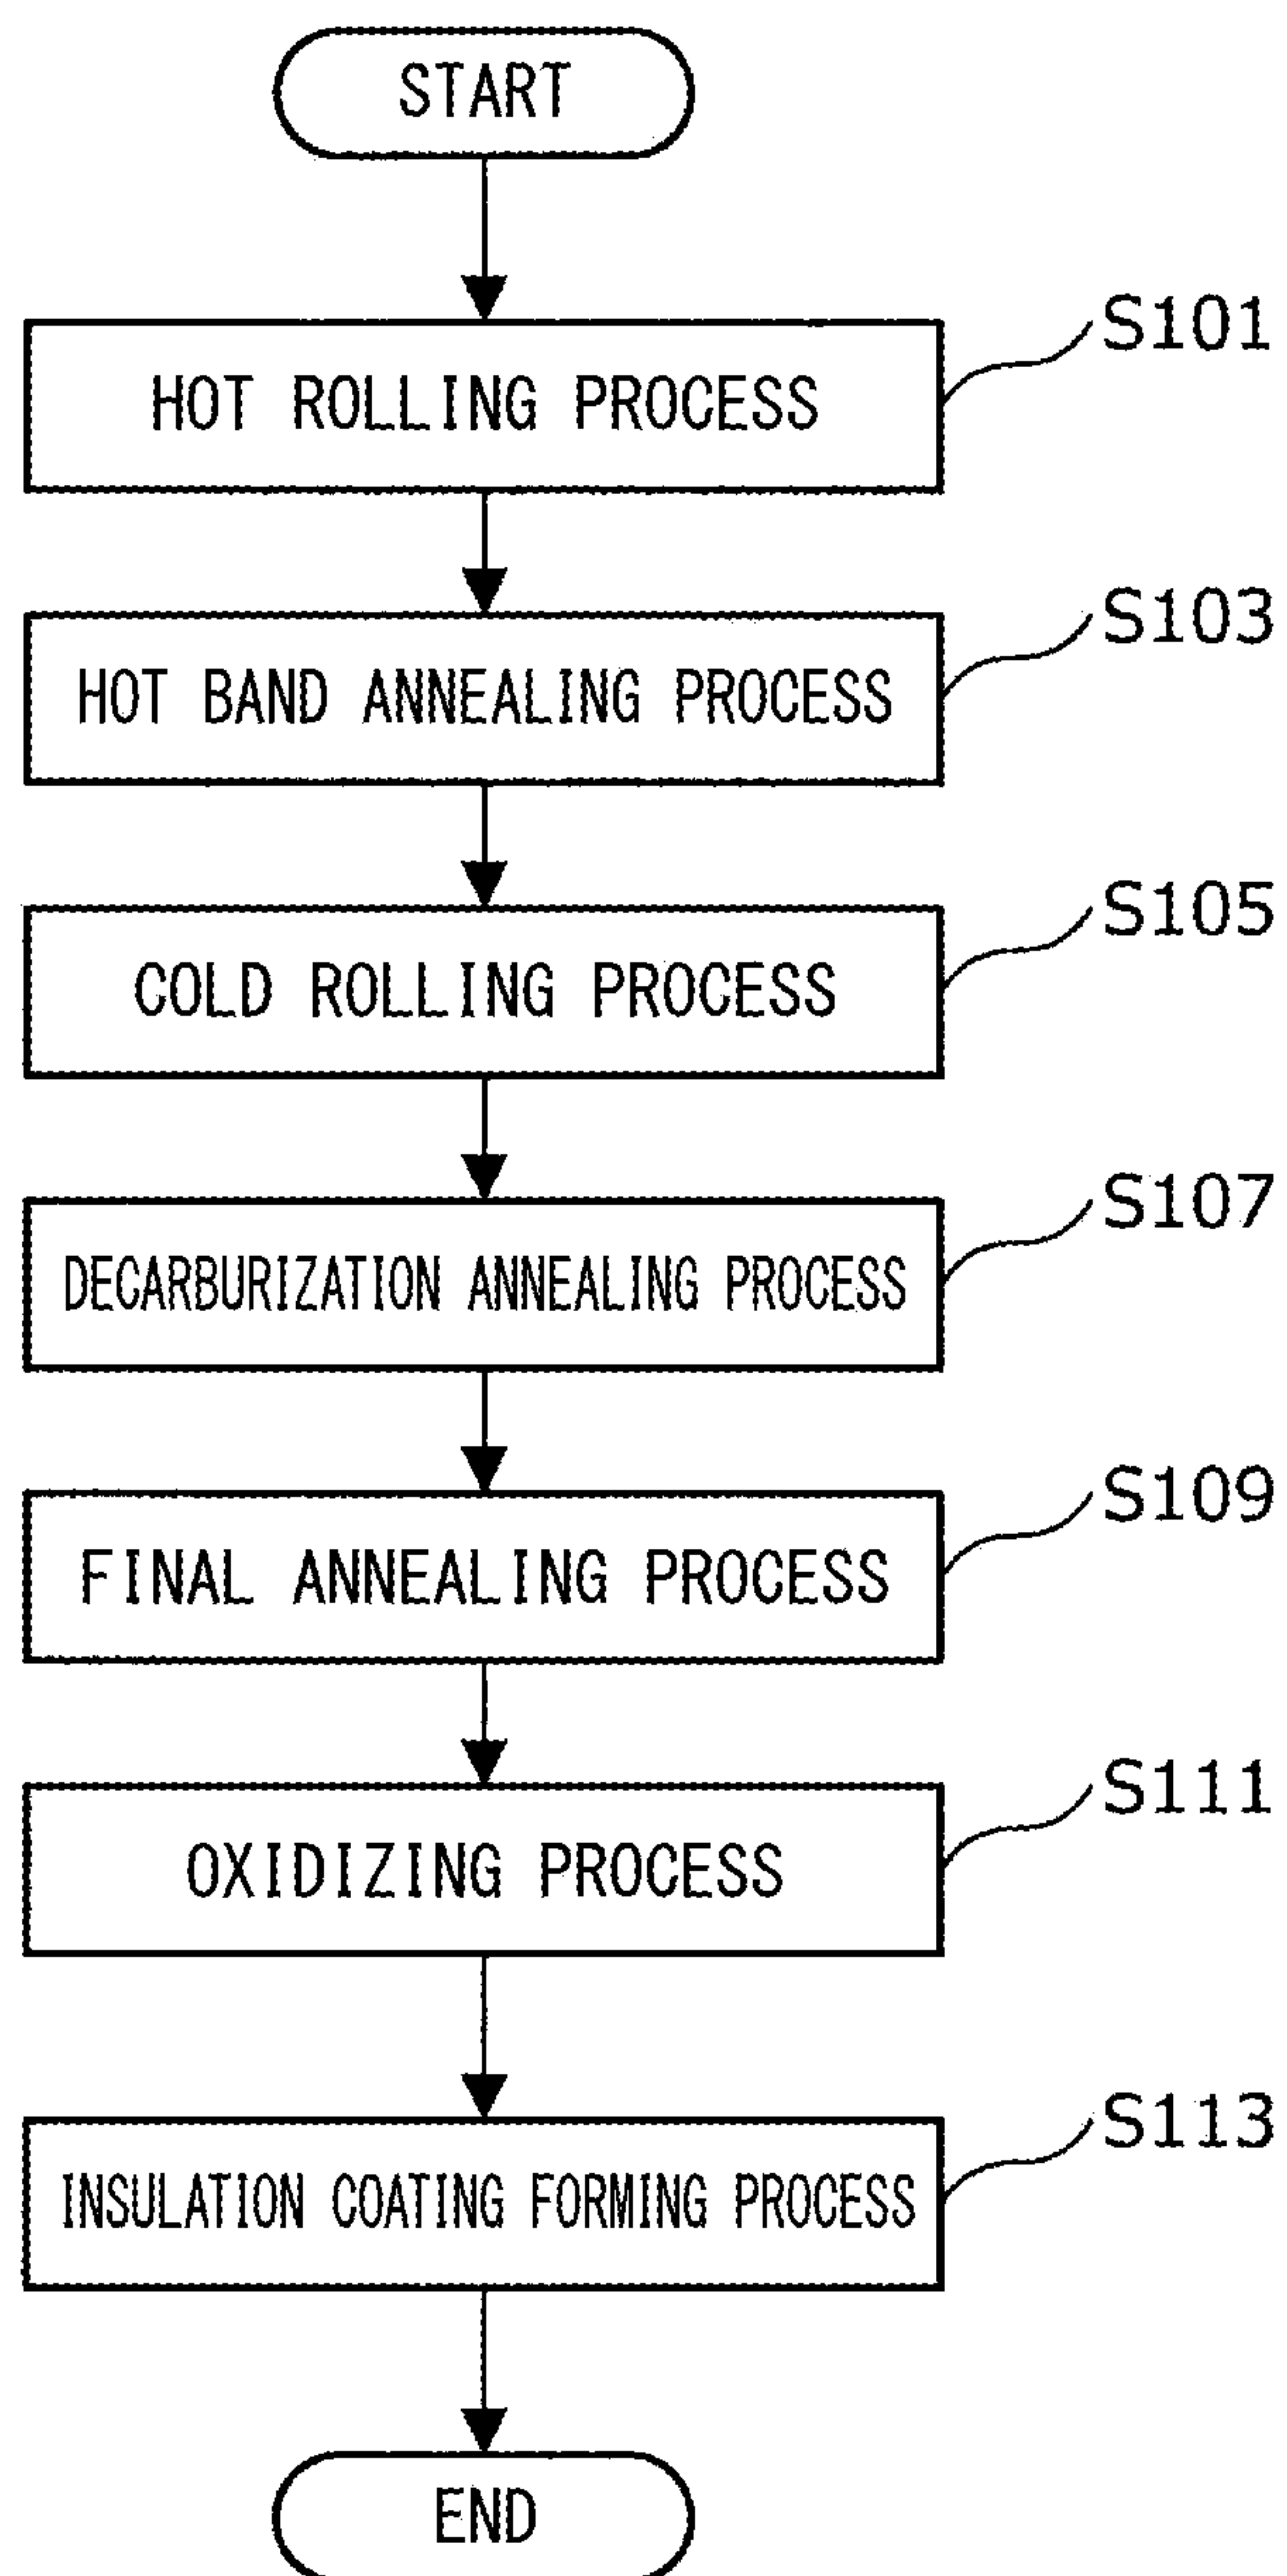 START
S101
HOT ROLLING PROCESS
S103
HOT BAND ANNEALING PROCESS
S105
COLD ROLLING PROCESS
S107
DECARBURIZATION ANNEALING PROCESS
S109
FINAL ANNEALING PROCESS
S111
OXIDIZING PROCESS
S113
INSULATION COATING FORMING PROCESS
END